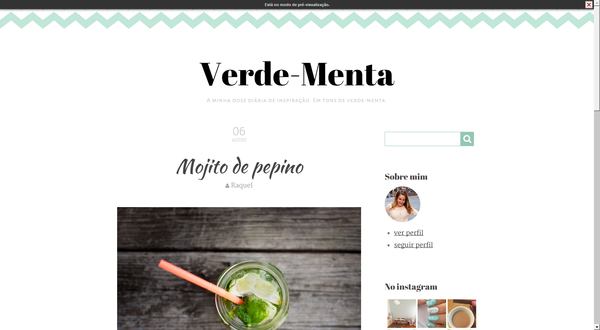 Está no modo de pré-visualização.
Verde-Menta
A minha dose diária de inspiração. Em tons de verde-menta.
06
Mojito de pepino
Raquel
Sobre mim
ver perfil
seguir perfil
No instagram